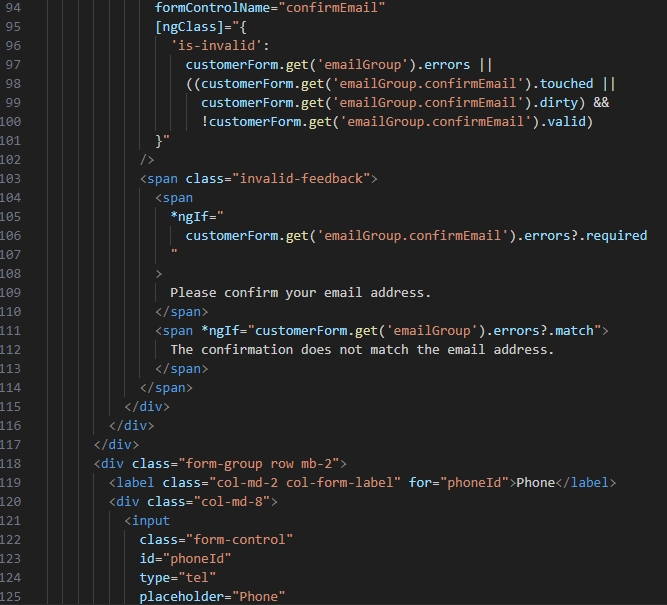 94 formControlName="confirmEmail"
95 [ngClass]="{
96 'is-invalid':
97 customerForm.get('emailGroup').errors ||
98 ((customerForm.get('emailGroup.confirmEmail').touched ||
99 customerForm.get('emailGroup.confirmEmail').dirty) &&
100 !customerForm.get('emailGroup.confirmEmail').valid)
101 }"
102 />
103 <span class="invalid-feedback">
104 <span
105 *ngIf="
106 customerForm.get('emailGroup.confirmEmail').errors?.required
107 "
108 >
109 Please confirm your email address.
110 </span>
111 <span *ngIf="customerForm.get('emailGroup').errors?.match">
112 The confirmation does not match the email address.
113 </span>
114 </span>
115 </div>
116 </div>
117 </div>
118 <div class="form-group row mb-2">
119 <label class="col-md-2 col-form-label" for="phoneId">Phone</label>
120 <div class="col-md-8">
121 <input
122 class="form-control"
123 id="phoneId"
124 type="tel"
125 placeholder="Phone"